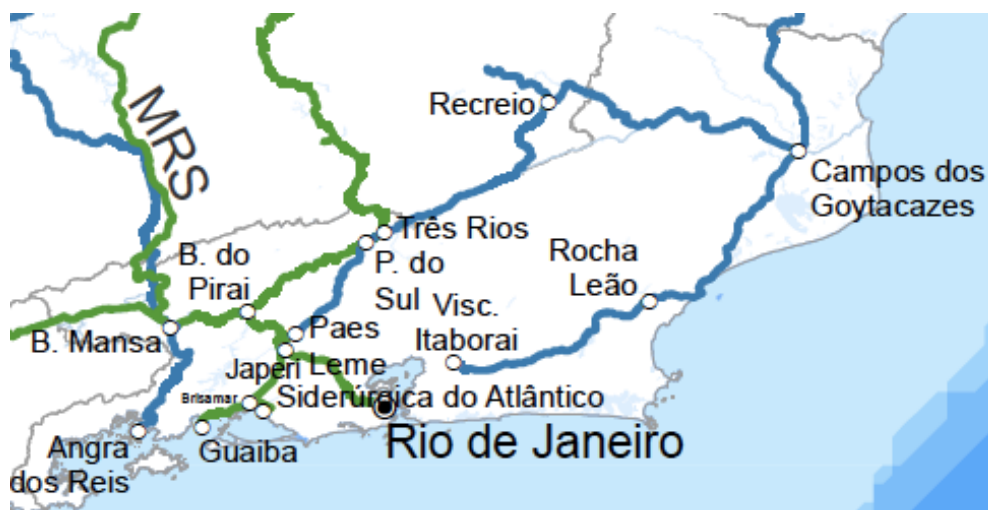 MRS
Recreio
Campos dos
Goytacazes
Três Rios
B. do
Pirai
P. do
Sul
Rocha
Leão
Visc.
Itaborai
B. Mansa
Paes
Leme
Japeri
Brisamar
Siderúrgica do Atlântico
Rio de Janeiro
Guaiba
Angra
dos Reis